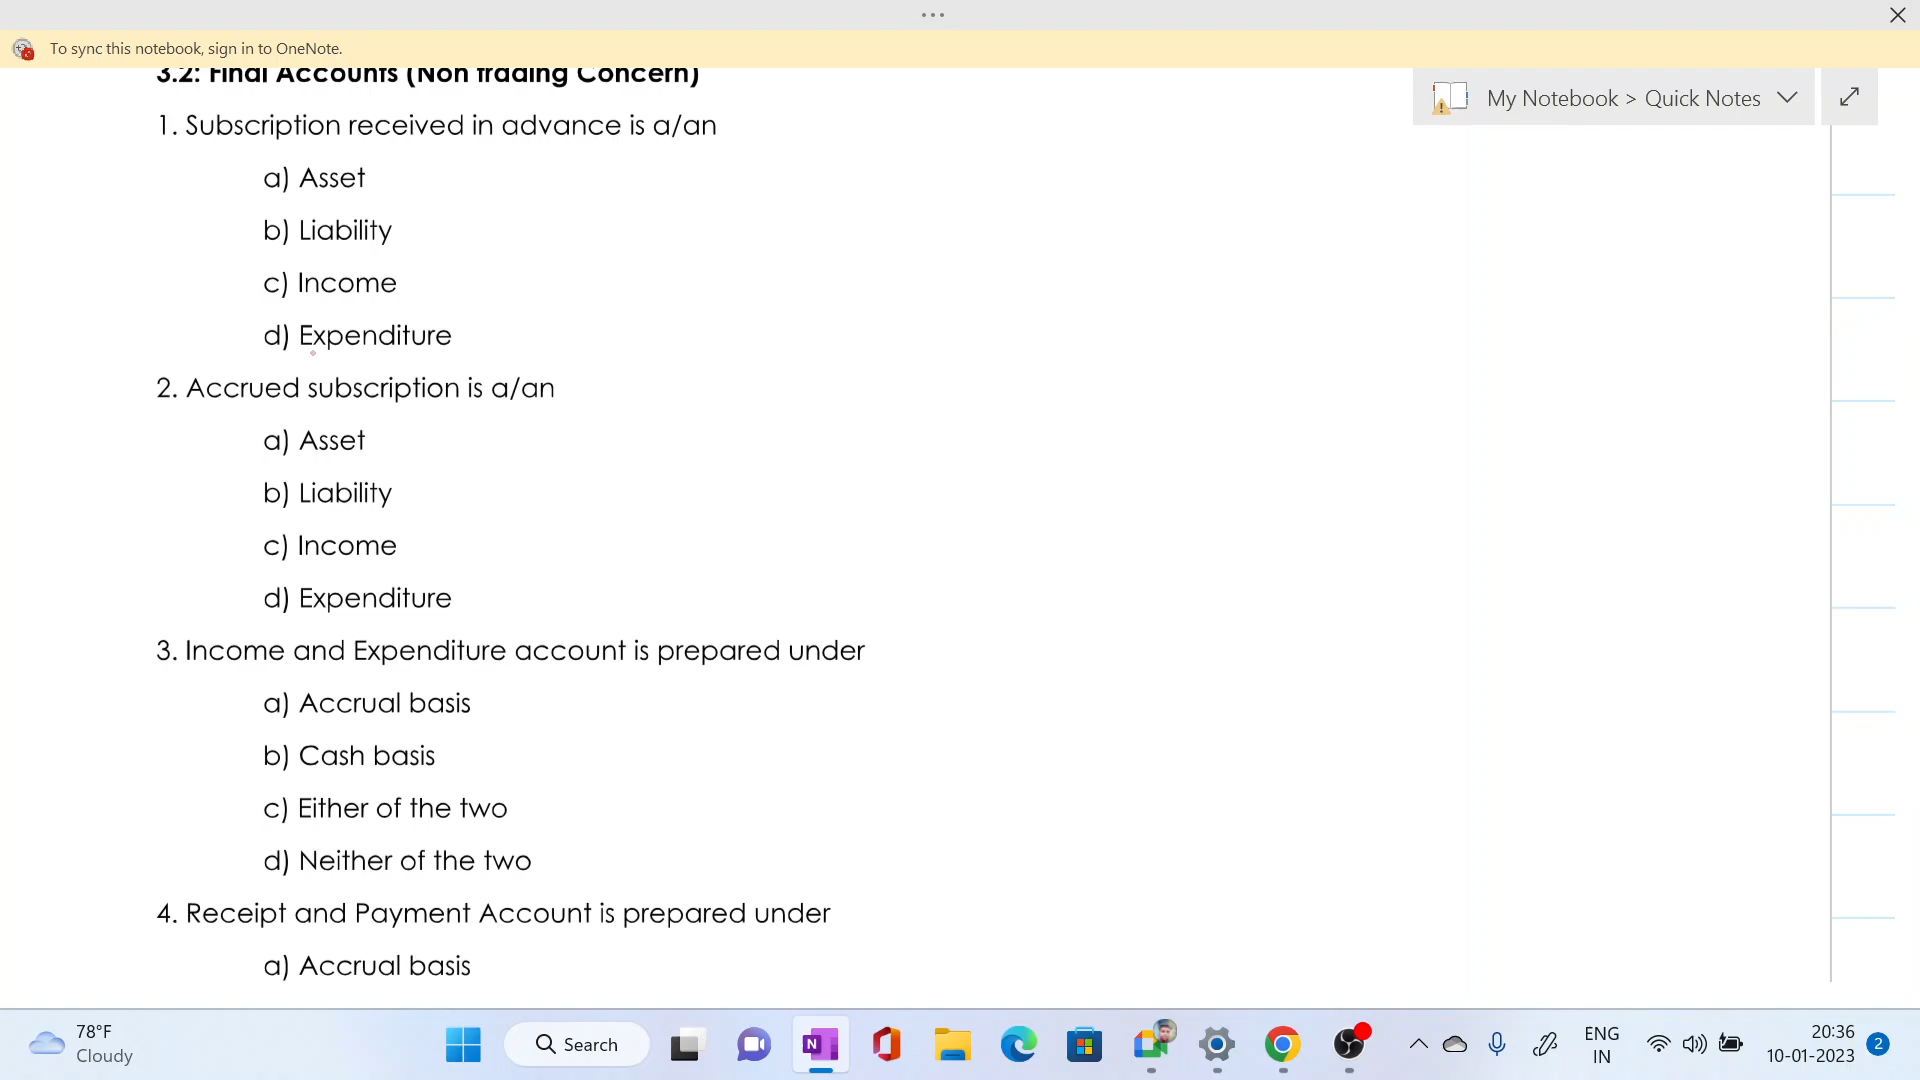 To sync this notebook, sign in to OneNote.
3.2: Final Accounts (Non trading Concern)
My Notebook > Quick Notes
1. Subscription received in advance is a/an
a) Asset
b) Liability
c) Income
d) Expenditure
2. Accrued subscription is a/an
a) Asset
b) Liability
c) Income
d) Expenditure
3. Income and Expenditure account is prepared under
a) Accrual basis
b) Cash basis
c) Either of the two
d) Neither of the two
4. Receipt and Payment Account is prepared under
a) Accrual basis
78°F
Cloudy
Search
N
ENG
IN
20:36
10-01-2023
2